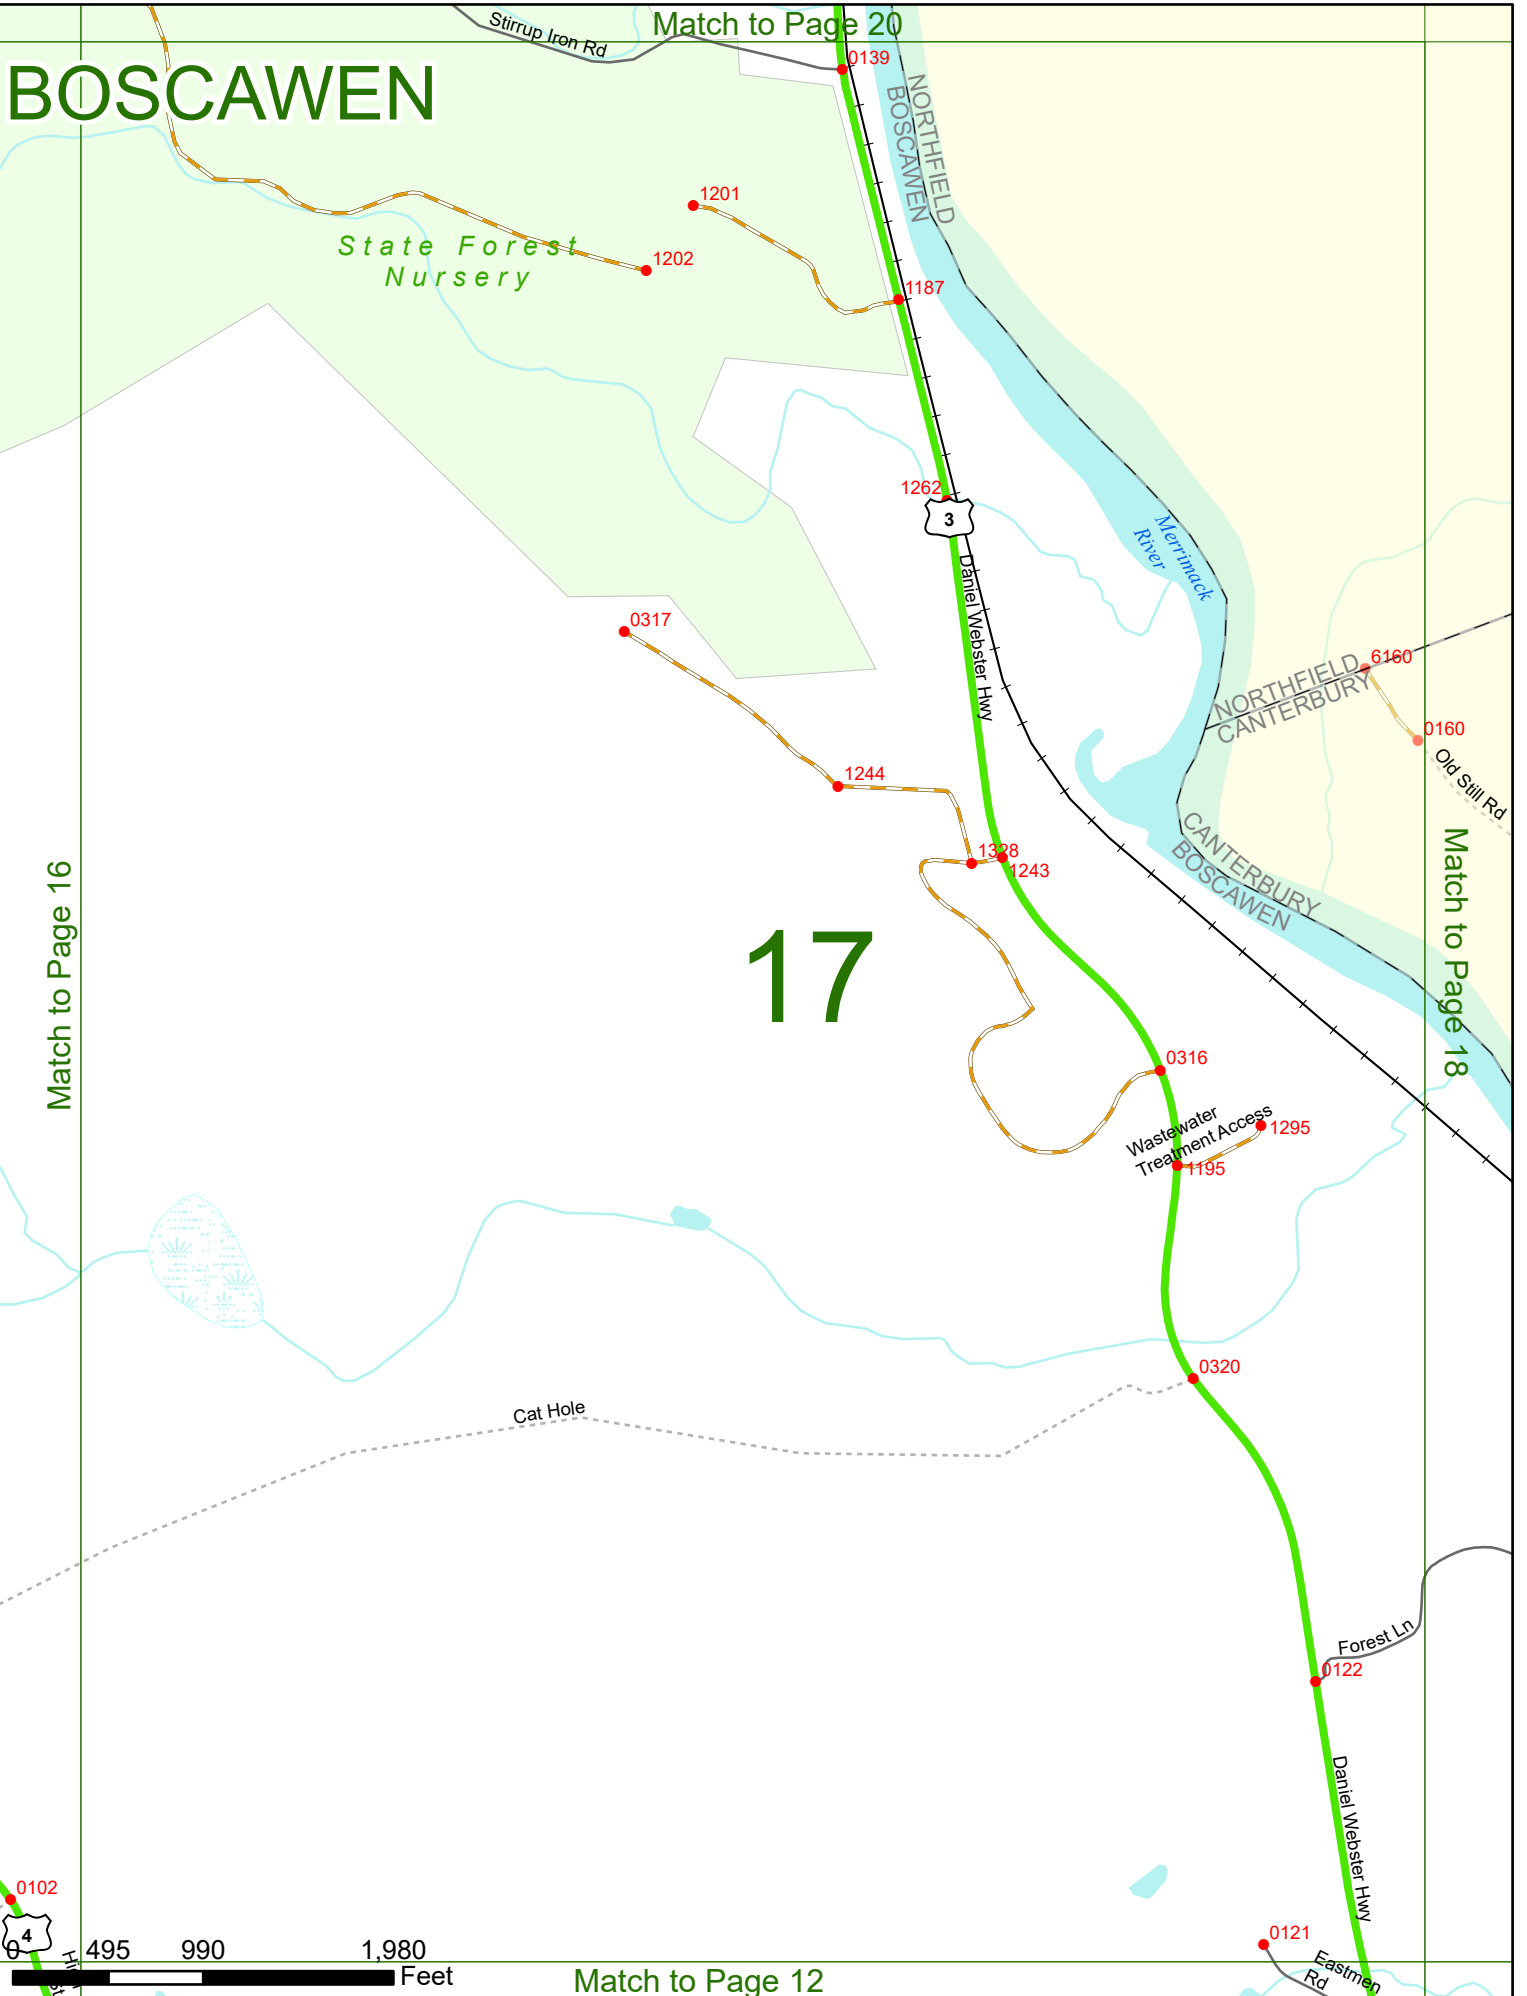 Match to Page 20
Stirrup Iron Rd
BOSCAWEN
0139
NORTHFIELD
BOSCAWEN
1201
State Forest
Nursery
1202
1187
1262
3
Merrimack
River
Daniel Webster Hwy
0317
6160
NORTHFIELD
CANTERBURY
0160
Old Still Rd
1244
1328
1243
CANTERBURY
BOSCAWEN
Match to Page 16
17
Match to Page 18
0316
Wastewater
Treatment Access
1295
1195
0320
Cat Hole
Forest Ln
0122
Daniel Webster Hwy
0102
4
0121
Eastmen
Rd
0 495 990 1,980
Feet
Match to Page 12